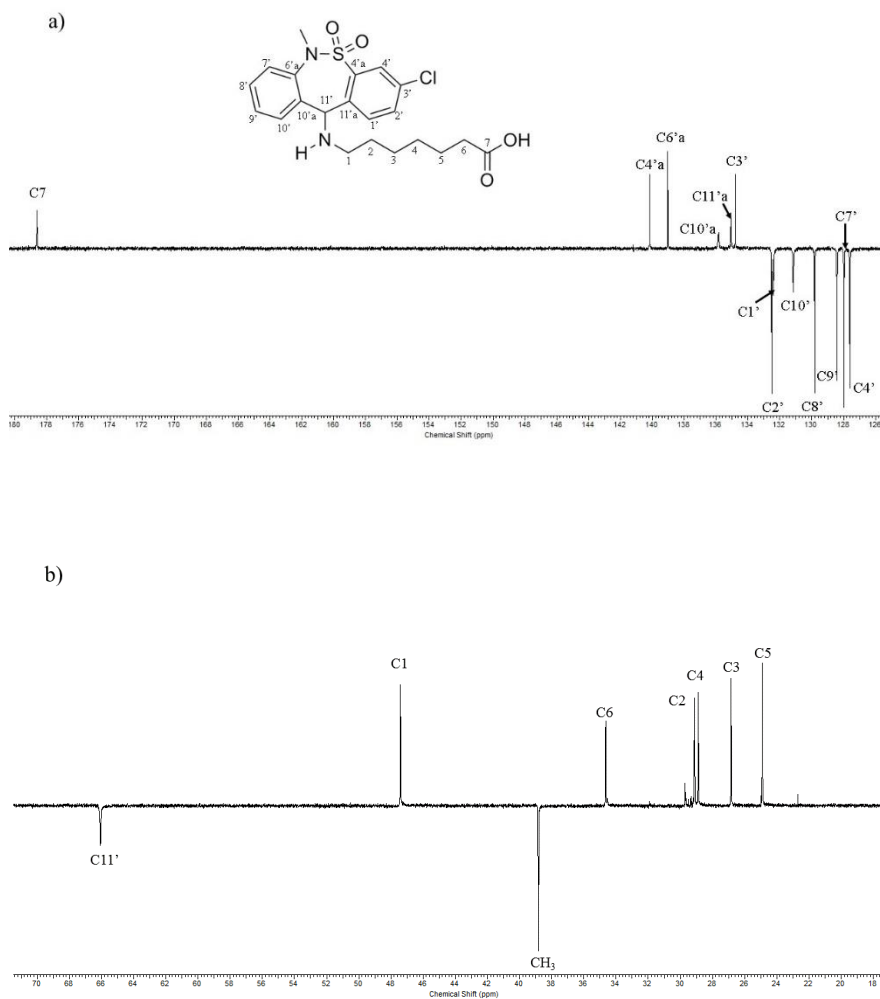 a)
O
O
N
S
7'
6'a
4'a
4'
Cl
8'
3'
9'
11'
10'a
11'a
2'
10'
1'
H
N
1
2
3
4
5
6
7
OH
O
C7
C4'a
C6'a
C3'
C11'a
C10'a
C7'
C1'
C10'
C9'
C4'
C2'
C8'
180 178 176 174 172 170 168 166 164 162 160 158 156 154 152 150 148 146 144 142 140 138 136 134 132 130 128 126
Chemical Shift (ppm)
b)
C1
C6
C2
C4
C3
C5
C11'
CH3
70 68 66 64 62 60 58 56 54 52 50 48 46 44 42 40 38 36 34 32 30 28 26 24 22 20 18
Chemical Shift (ppm)